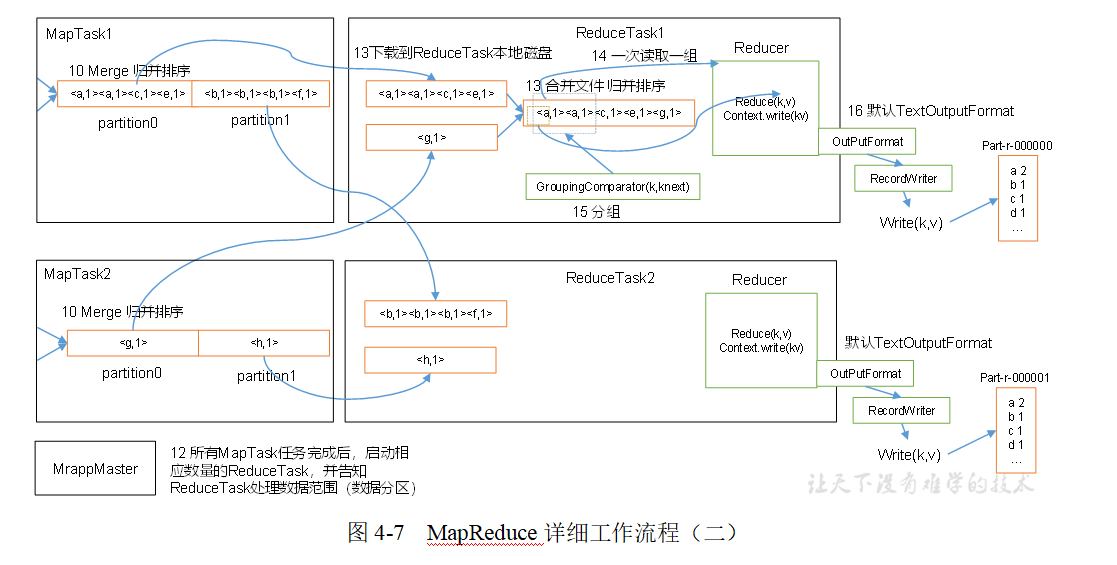 MapTask1
10 Merge 归并排序
<a,1><a,1><c,1><e,1>
<b,1><b,1><b,1><f,1>
partition0
partition1
ReduceTask1
13下载到ReduceTask本地磁盘
14 一次读取一组
Reducer
<a,1><a,1><c,1><e,1>
13 合并文件 归并排序
<a,1><a,1><c,1><e,1><g,1>
<g,1>
Reduce(k,v)
Context.write(kv)
GroupingComparator(k,knext)
15 分组
16 默认TextOutputFormat
OutPutFormat
RecordWriter
Write(k,v)
Part-r-000000
a 2
b 1
c 1
d 1
...
MapTask2
10 Merge 归并排序
<g,1>
<h,1>
partition0
partition1
ReduceTask2
Reducer
<b,1><b,1><b,1><f,1>
<h,1>
Reduce(k,v)
Context.write(kv)
默认TextOutputFormat
OutPutFormat
RecordWriter
Write(k,v)
Part-r-000001
a 2
b 1
c 1
d 1
...
MrappMaster
12 所有MapTask任务完成后，启动相
应数量的ReduceTask，并告知
ReduceTask处理数据范围（数据分区）
让天下没有难学的技术
图 4-7 MapReduce 详细工作流程（二）